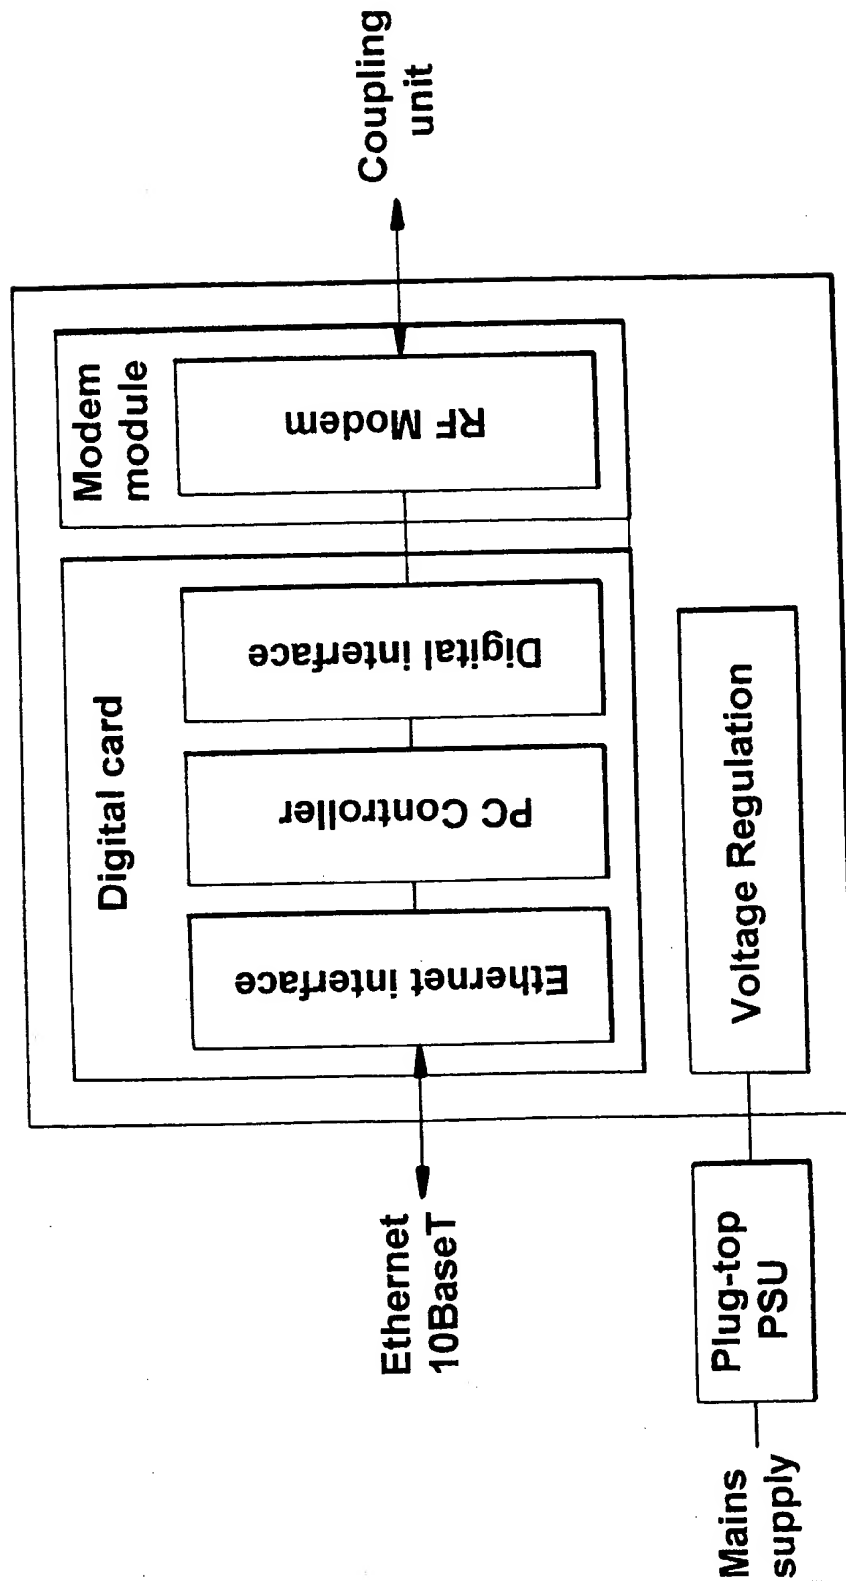 Mains
supply
Plug-top
PSU
Voltage Regulation
Ethernet
10BaseT
Digital card
Ethernet interface
PC Controller
Digital interface
Modem
module
RF Modem
Coupling
unit